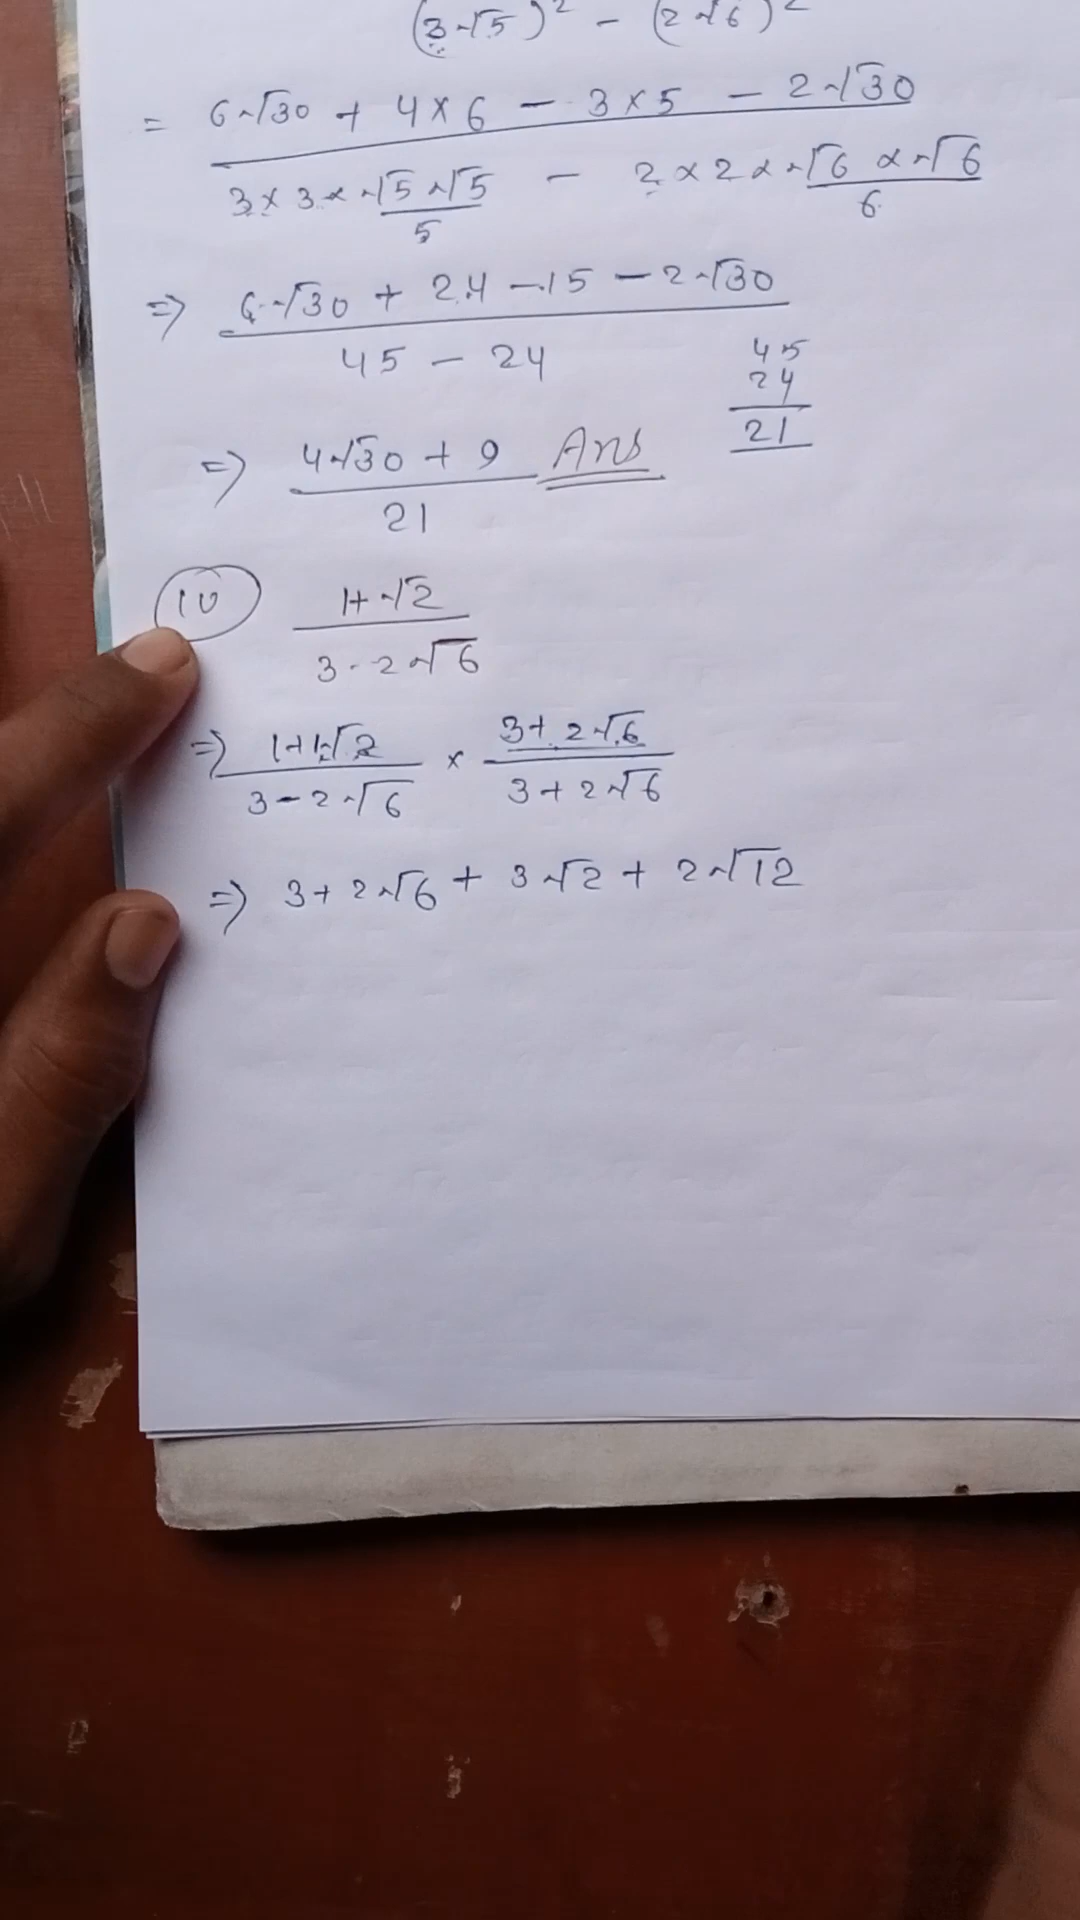 (3√5)² - (2√6)²
= 6√30 + 4×6 - 3×5 - 2√30
3×3×√5√5 - 2×2×√6×√6
5 6
⇒ 6√30 + 24 - 15 - 2√30
45 - 24
45
24
21
⇒ 4√30 + 9 Ans
21
(iv) 1+√2
3-2√6
⇒ 1+√2 × 3+2√6
3-2√6 3+2√6
⇒ 3+2√6 + 3√2 + 2√12